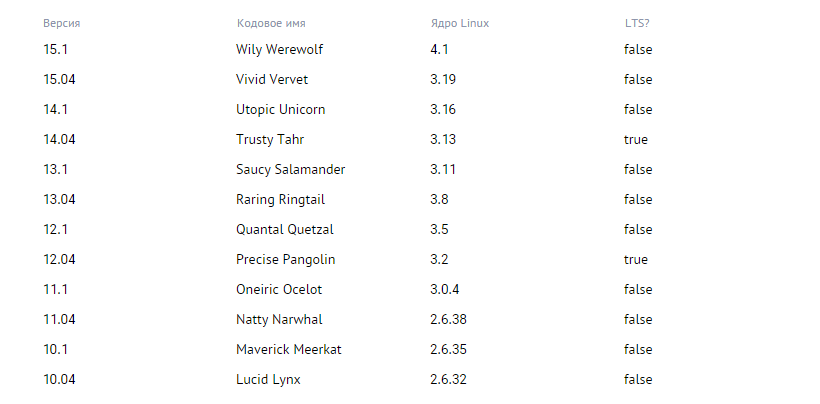 Версия Кодовое имя Ядро Linux LTS?
15.1 Wily Werewolf 4.1 false
15.04 Vivid Vervet 3.19 false
14.1 Utopic Unicorn 3.16 false
14.04 Trusty Tahr 3.13 true
13.1 Saucy Salamander 3.11 false
13.04 Raring Ringtail 3.8 false
12.1 Quantal Quetzal 3.5 false
12.04 Precise Pangolin 3.2 true
11.1 Oneiric Ocelot 3.0.4 false
11.04 Natty Narwhal 2.6.38 false
10.1 Maverick Meerkat 2.6.35 false
10.04 Lucid Lynx 2.6.32 false